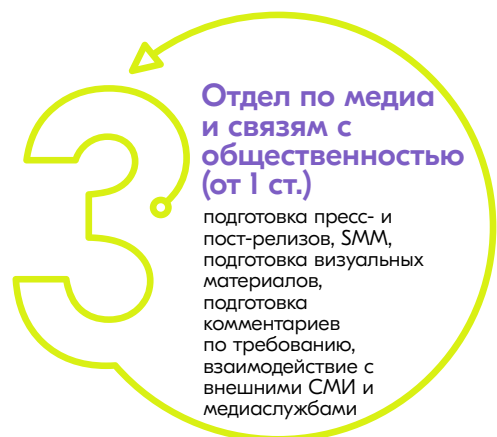 3
Отдел по медиа
и связям с
общественностью
(от 1 ст.)
подготовка пресс- и
пост-релизов, SMM,
подготовка визуальных
материалов,
подготовка
комментариев
по требованию,
взаимодействие с
внешними СМИ и
медиаслужбами